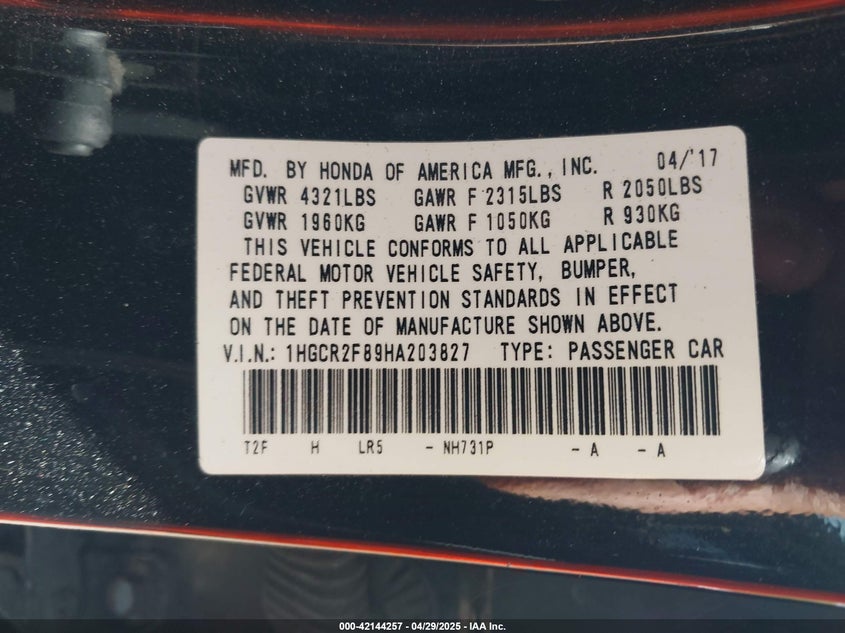 MFD. BY HONDA OF AMERICA MFG., INC. 04/'17
GVWR 4321LBS GAWR F 2315LBS R 2050LBS
GVWR 1960KG GAWR F 1050KG R 930KG
THIS VEHICLE CONFORMS TO ALL APPLICABLE
FEDERAL MOTOR VEHICLE SAFETY, BUMPER,
AND THEFT PREVENTION STANDARDS IN EFFECT
ON THE DATE OF MANUFACTURE SHOWN ABOVE.
V.I.N.: 1HGCR2F89HA203827 TYPE: PASSENGER CAR
T2F H LR5 - NH731P - A - A
000-42144257 - 04/29/2025 - IAA Inc.